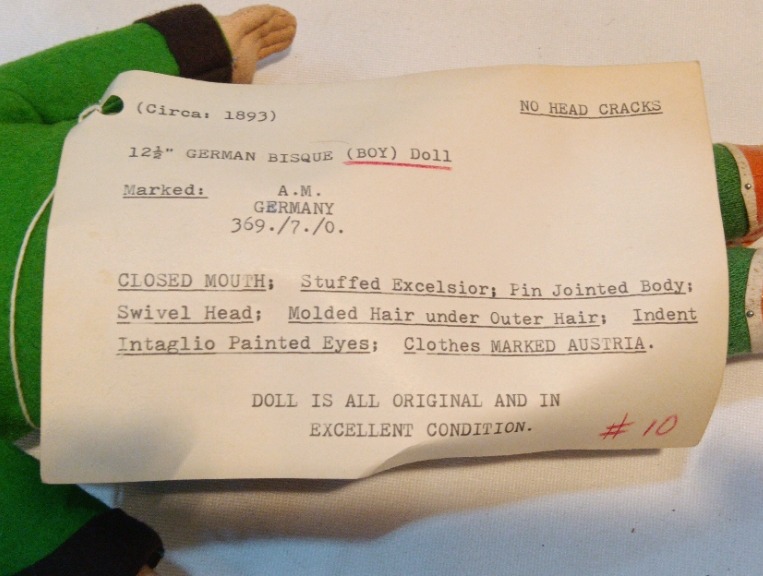 (Circa: 1893)
NO HEAD CRACKS
12½" GERMAN BISQUE (BOY) Doll
Marked: A.M.
GERMANY
369./7./0.
CLOSED MOUTH; Stuffed Excelsior; Pin Jointed Body;
Swivel Head; Molded Hair under Outer Hair; Indent
Intaglio Painted Eyes; Clothes MARKED AUSTRIA.
DOLL IS ALL ORIGINAL AND IN
EXCELLENT CONDITION.
# 10